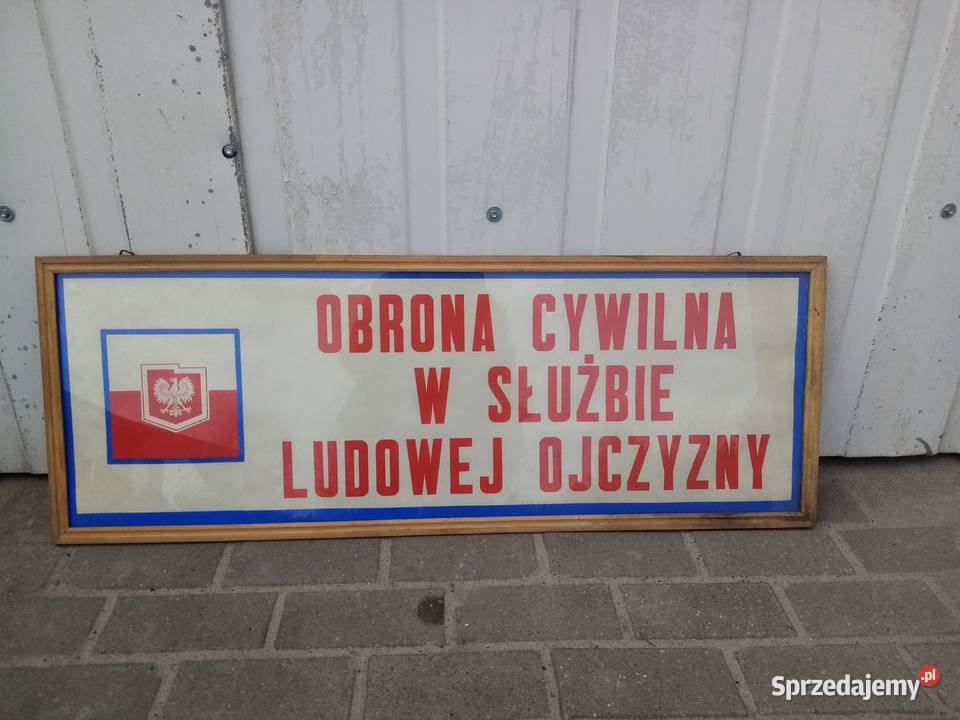 OBRONA CYWILNA
W SŁUŻBIE
LUDOWEJ OJCZYZNY
Sprzedajemy.pl